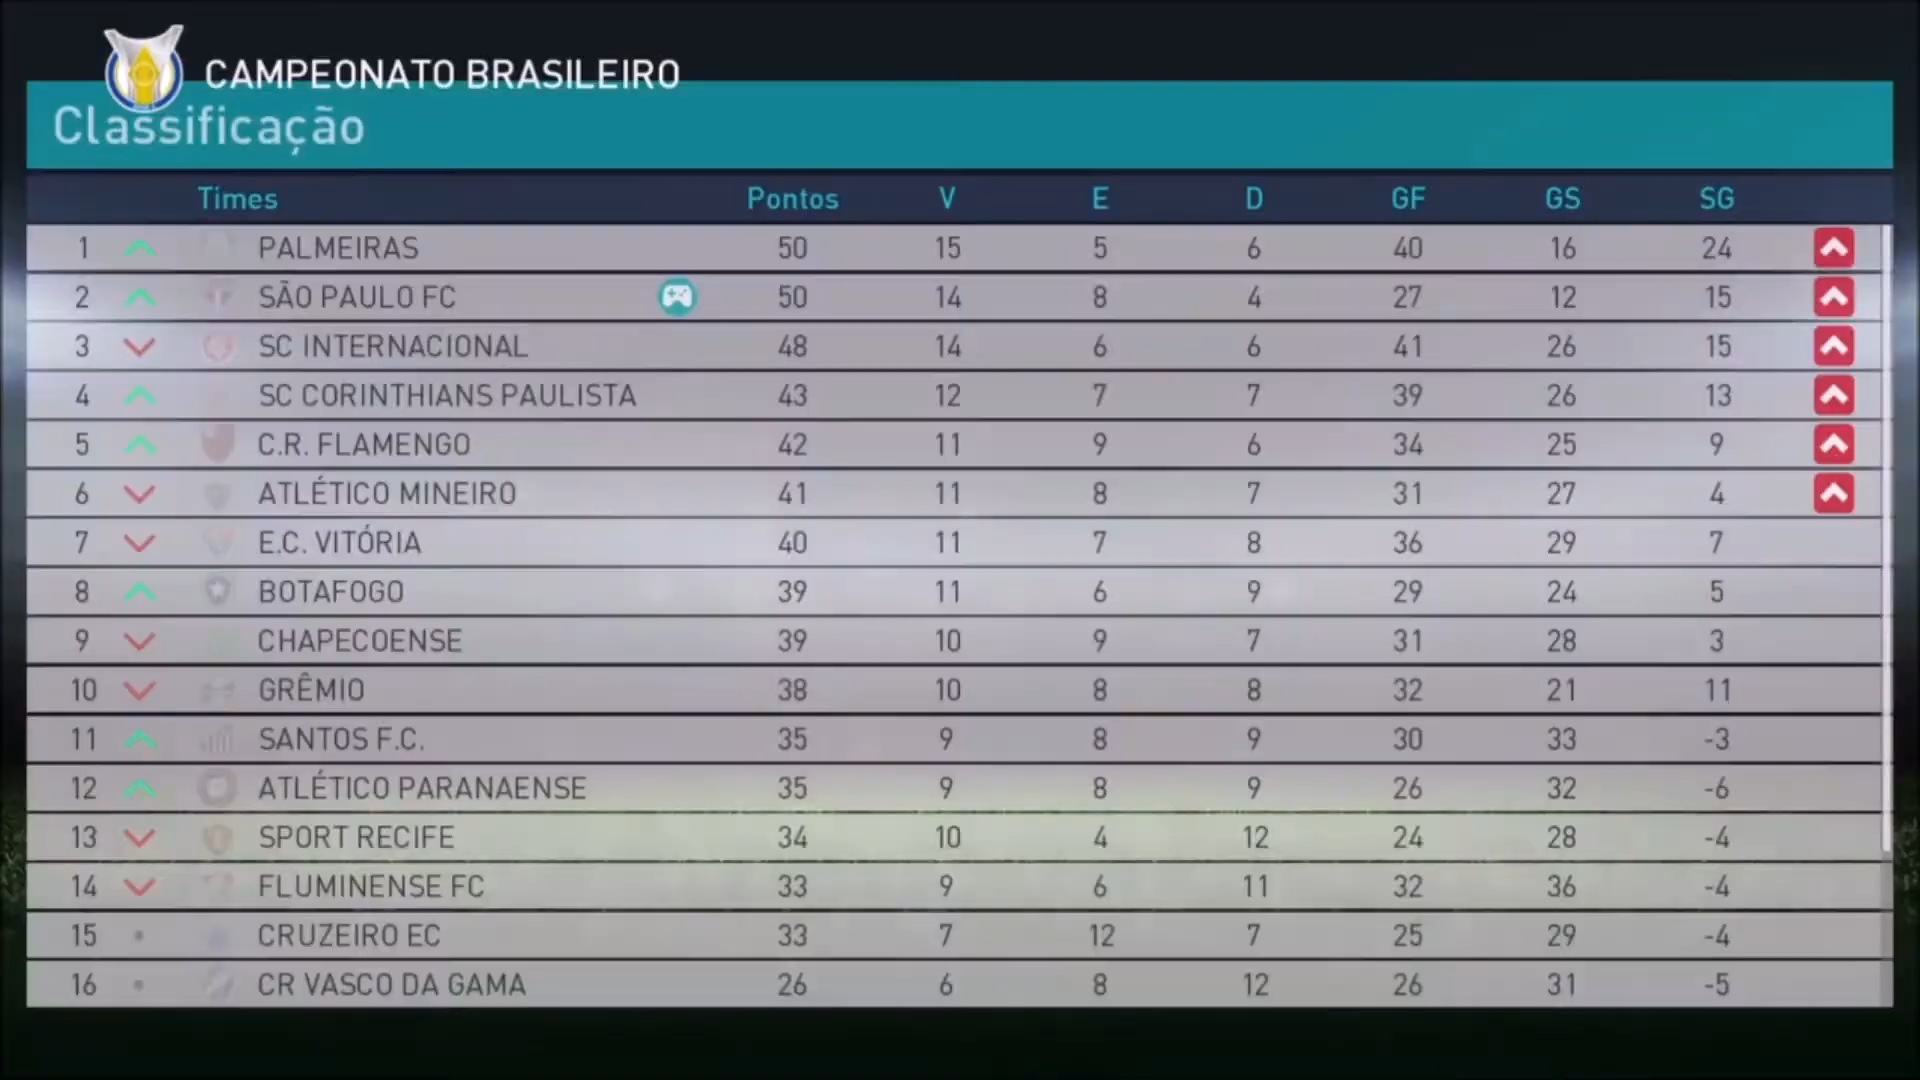 CAMPEONATO BRASILEIRO
Classificação
Times Pontos V E D GF GS SG
1 PALMEIRAS 50 15 5 6 40 16 24
2 SÃO PAULO FC 50 14 8 4 27 12 15
3 SC INTERNACIONAL 48 14 6 6 41 26 15
4 SC CORINTHIANS PAULISTA 43 12 7 7 39 26 13
5 C.R. FLAMENGO 42 11 9 6 34 25 9
6 ATLÉTICO MINEIRO 41 11 8 7 31 27 4
7 E.C. VITÓRIA 40 11 7 8 36 29 7
8 BOTAFOGO 39 11 6 9 29 24 5
9 CHAPECOENSE 39 10 9 7 31 28 3
10 GRÊMIO 38 10 8 8 32 21 11
11 SANTOS F.C. 35 9 8 9 30 33 -3
12 ATLÉTICO PARANAENSE 35 9 8 9 26 32 -6
13 SPORT RECIFE 34 10 4 12 24 28 -4
14 FLUMINENSE FC 33 9 6 11 32 36 -4
15 CRUZEIRO EC 33 7 12 7 25 29 -4
16 CR VASCO DA GAMA 26 6 8 12 26 31 -5